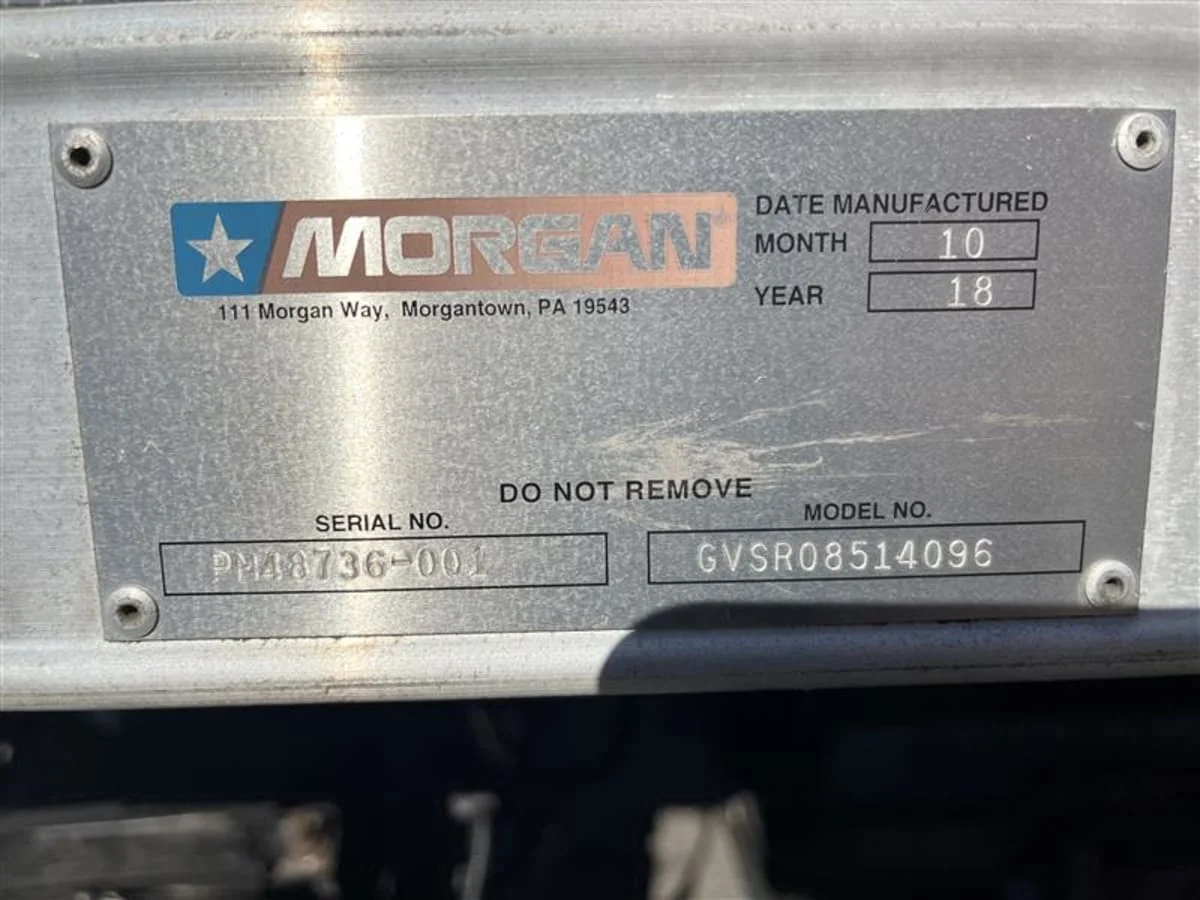 MORGAN
111 Morgan Way, Morgantown, PA 19543
DATE MANUFACTURED
MONTH 10
YEAR 18
DO NOT REMOVE
SERIAL NO.
PM48736-001
MODEL NO.
GVSR08514096